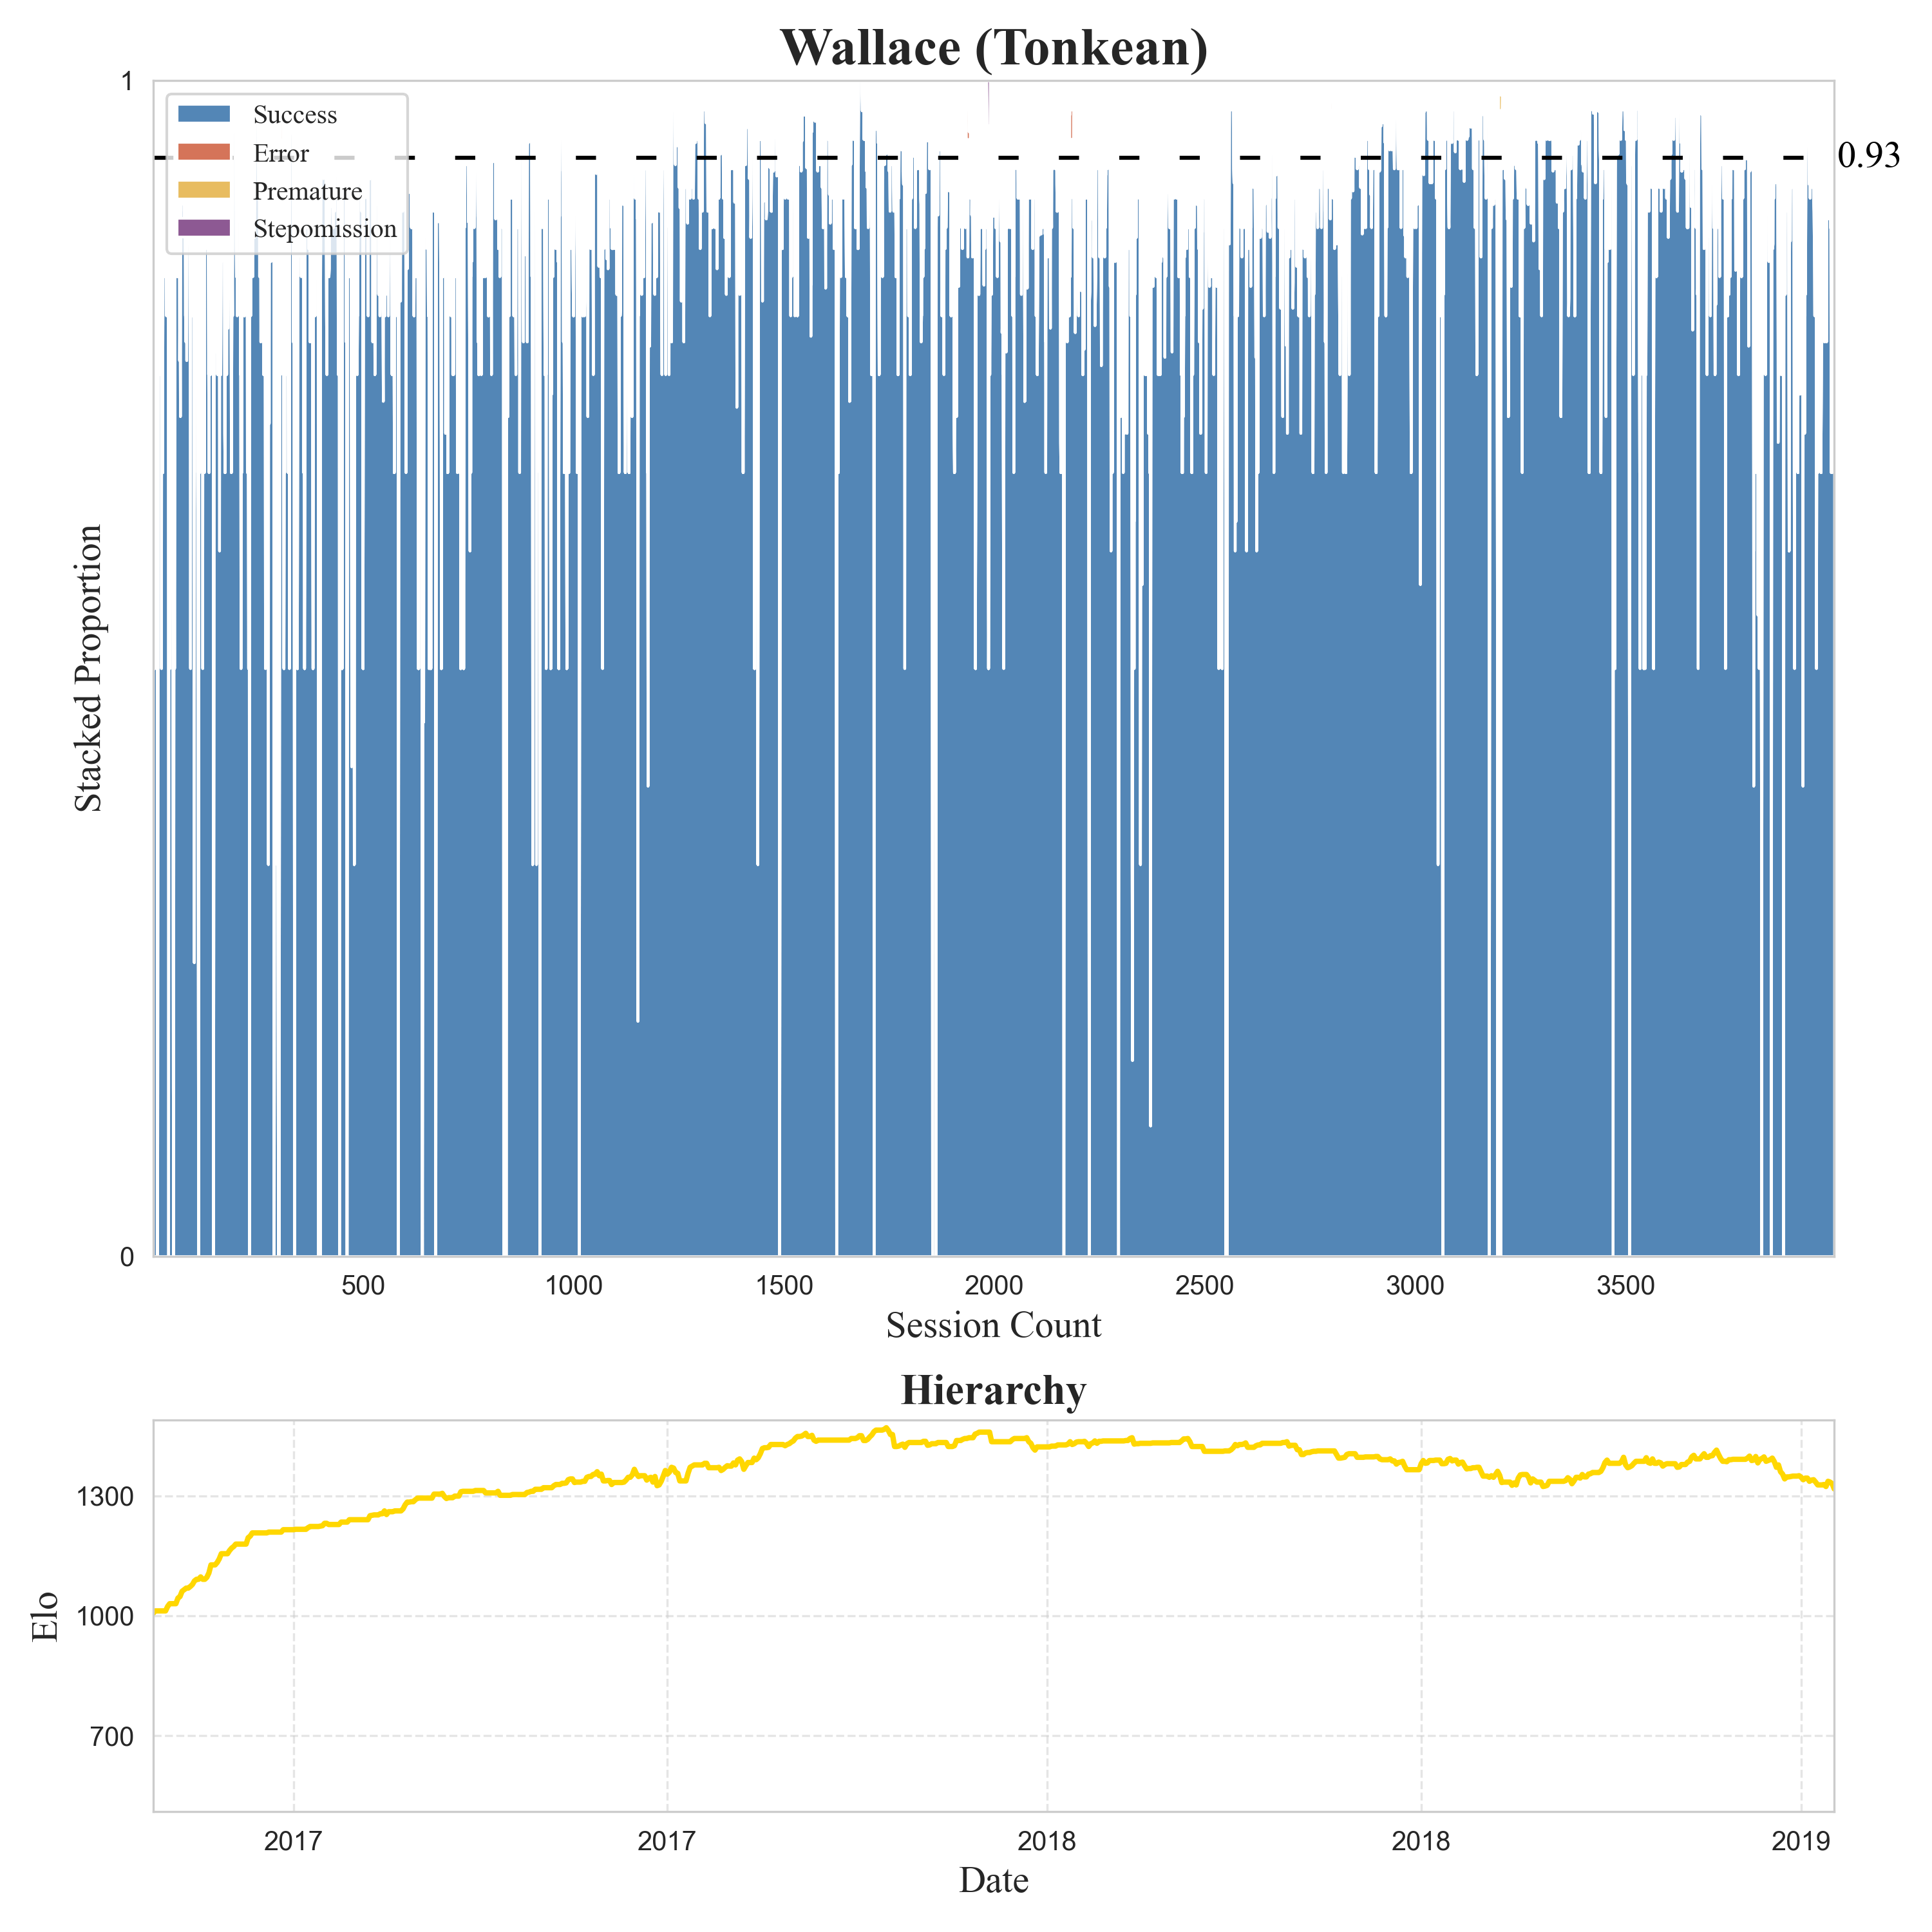 Wallace (Tonkean)
1
Success
Error
Premature
Stepomission
0.93
Stacked Proportion
0
500 1000 1500 2000 2500 3000 3500
Session Count
Hierarchy
1300
1000
700
Elo
2017 2017 2018 2018 2019
Date